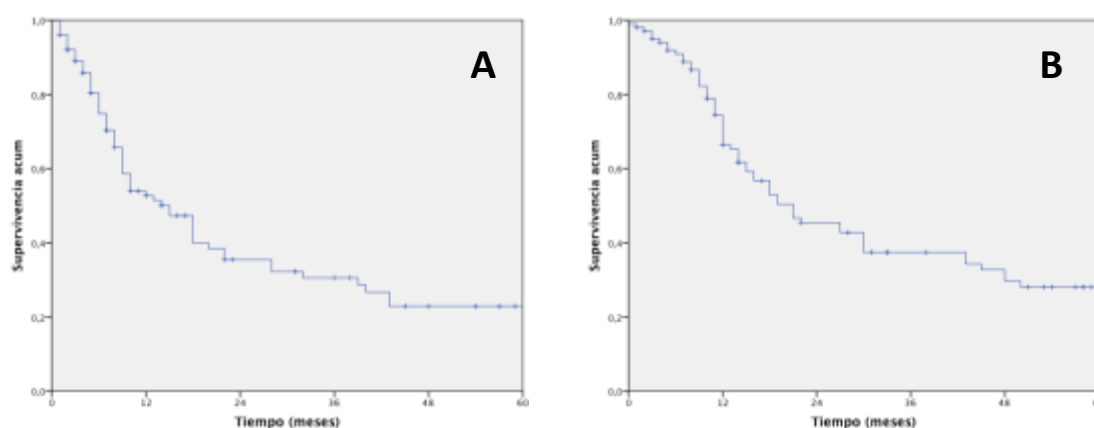 A
1,0
0,8
0,6
0,4
0,2
0,0
Supervivencia acum
0 12 24 36 48 60
Tiempo (meses)
B
1,0
0,8
0,6
0,4
0,2
0,0
Supervivencia acum
0 12 24 36 48
Tiempo (meses)